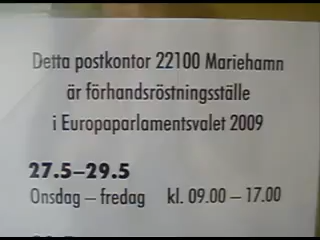 Detta postkontor 22100 Mariehamn
är förhandsröstningsställe
i Europaparlamentsvalet 2009
27.5–29.5
Onsdag – fredag kl. 09.00 – 17.00